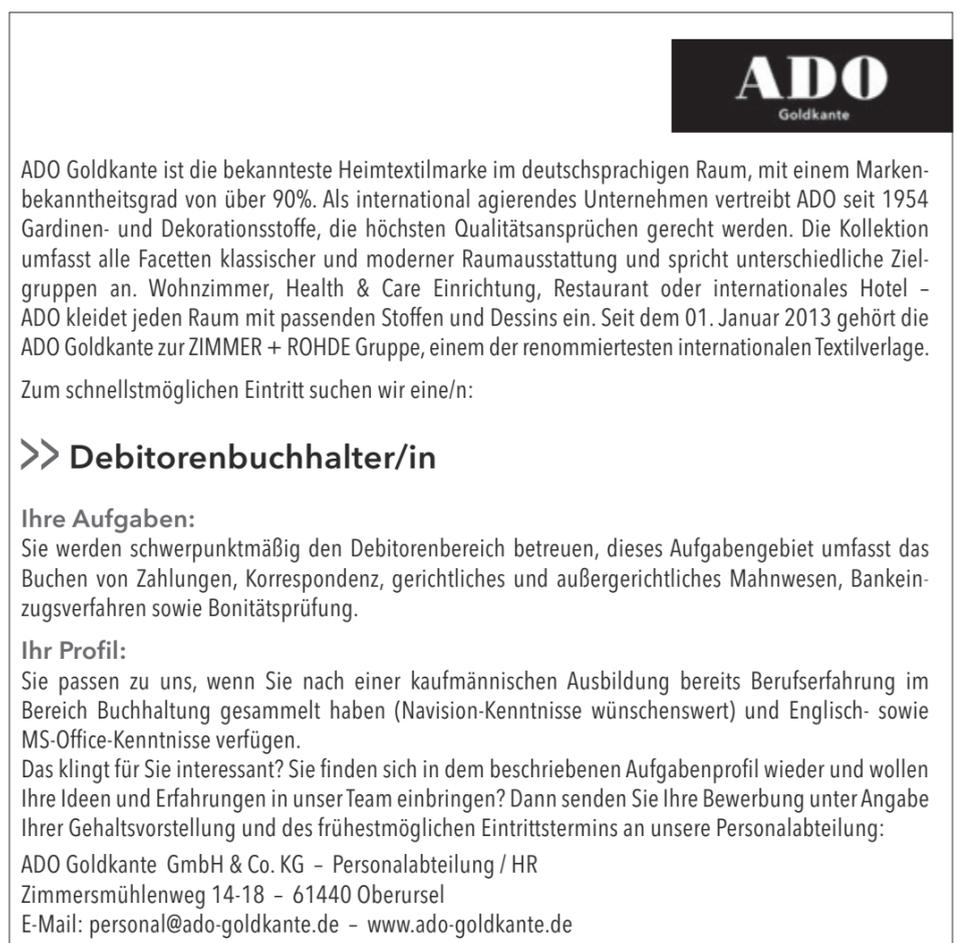 ADO
Goldkante
ADO Goldkante ist die bekannteste Heimtextilmarke im deutschsprachigen Raum, mit einem Marken-
bekanntheitsgrad von über 90%. Als international agierendes Unternehmen vertreibt ADO seit 1954
Gardinen- und Dekorationsstoffe, die höchsten Qualitätsansprüchen gerecht werden. Die Kollektion
umfasst alle Facetten klassischer und moderner Raumausstattung und spricht unterschiedliche Ziel-
gruppen an. Wohnzimmer, Health & Care Einrichtung, Restaurant oder internationales Hotel –
ADO kleidet jeden Raum mit passenden Stoffen und Dessins ein. Seit dem 01. Januar 2013 gehört die
ADO Goldkante zur ZIMMER + ROHDE Gruppe, einem der renommiertesten internationalen Textilverlage.
Zum schnellstmöglichen Eintritt suchen wir eine/n:
>> Debitorenbuchhalter/in
Ihre Aufgaben:
Sie werden schwerpunktmäßig den Debitorenbereich betreuen, dieses Aufgabengebiet umfasst das
Buchen von Zahlungen, Korrespondenz, gerichtliches und außergerichtliches Mahnwesen, Bankein-
zugsverfahren sowie Bonitätsprüfung.
Ihr Profil:
Sie passen zu uns, wenn Sie nach einer kaufmännischen Ausbildung bereits Berufserfahrung im
Bereich Buchhaltung gesammelt haben (Navision-Kenntnisse wünschenswert) und Englisch- sowie
MS-Office-Kenntnisse verfügen.
Das klingt für Sie interessant? Sie finden sich in dem beschriebenen Aufgabenprofil wieder und wollen
Ihre Ideen und Erfahrungen in unser Team einbringen? Dann senden Sie Ihre Bewerbung unter Angabe
Ihrer Gehaltsvorstellung und des frühestmöglichen Eintrittstermins an unsere Personalabteilung:
ADO Goldkante GmbH & Co. KG – Personalabteilung / HR
Zimmersmühlenweg 14-18 – 61440 Oberursel
E-Mail: personal@ado-goldkante.de – www.ado-goldkante.de